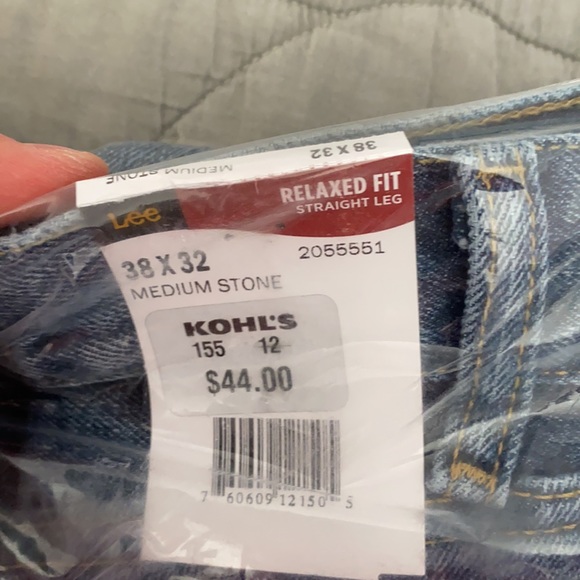 38 X 32
MEDIUM STONE
Lee
RELAXED FIT
STRAIGHT LEG
38 X 32
2055551
MEDIUM STONE
KOHL'S
155 12
$44.00
7 60609 12150 5